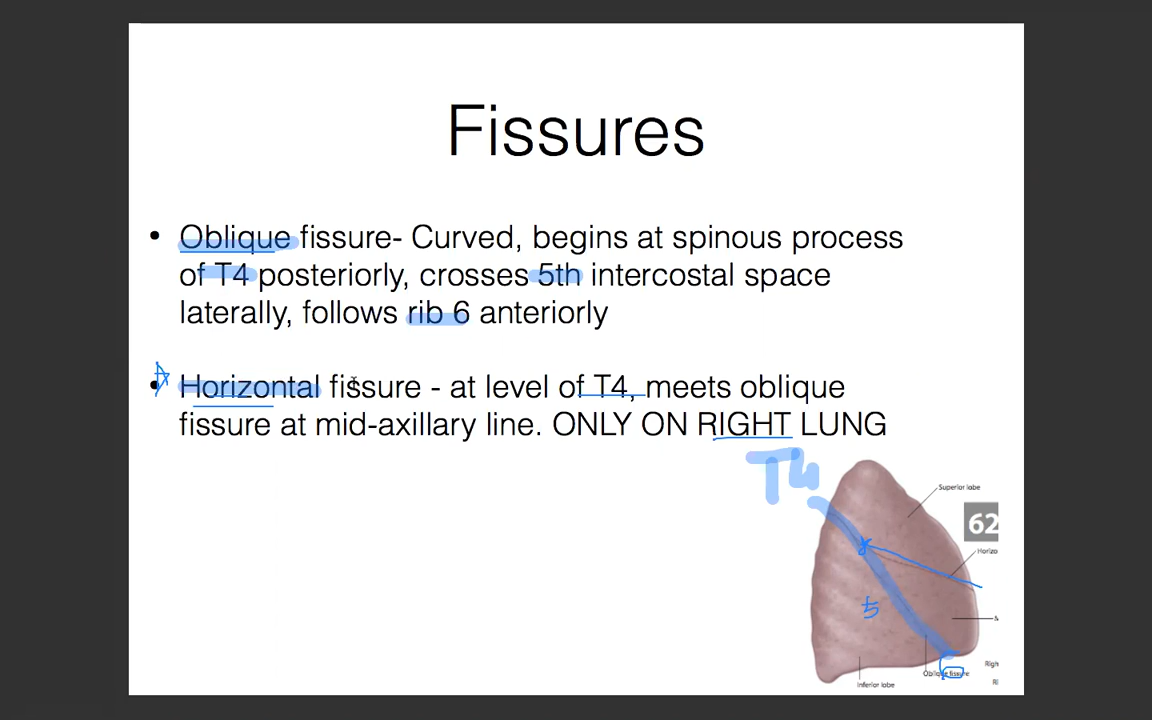 Fissures
• Oblique fissure- Curved, begins at spinous process
of T4 posteriorly, crosses 5th intercostal space
laterally, follows rib 6 anteriorly
• Horizontal fissure - at level of T4, meets oblique
fissure at mid-axillary line. ONLY ON RIGHT LUNG
T4
Superior lobe
62
Horizo
5
Righ
Oblique fissure
Inferior lobe